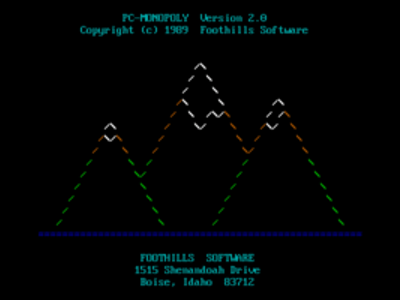 PC-MONOPOLY Version 2.0
Copyright (c) 1989 Foothills Software
FOOTHILLS SOFTWARE
1515 Shenandoah Drive
Boise, Idaho 83712